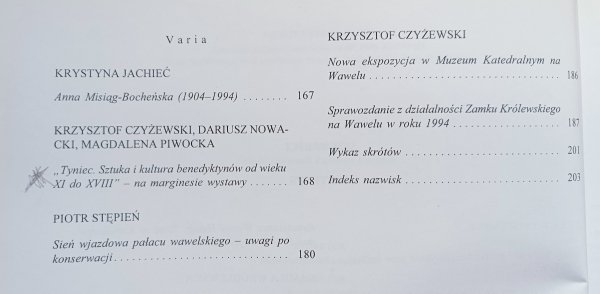 Varia
KRYSTYNA JACHIEĆ
Anna Misiąg-Bocheńska (1904–1994) ........ 167
KRZYSZTOF CZYŻEWSKI, DARIUSZ NOWA-
CKI, MAGDALENA PIWOCKA
„Tyniec. Sztuka i kultura benedyktynów od wieku
XI do XVIII” – na marginesie wystawy ....... 168
PIOTR STĘPIEŃ
Sień wjazdowa pałacu wawelskiego – uwagi po
konserwacji ............................ 180
KRZYSZTOF CZYŻEWSKI
Nowa ekspozycja w Muzeum Katedralnym na
Wawelu ............................ 186
Sprawozdanie z działalności Zamku Królewskiego
na Wawelu w roku 1994 ................ 187
Wykaz skrótów ........................ 201
Indeks nazwisk ........................ 203